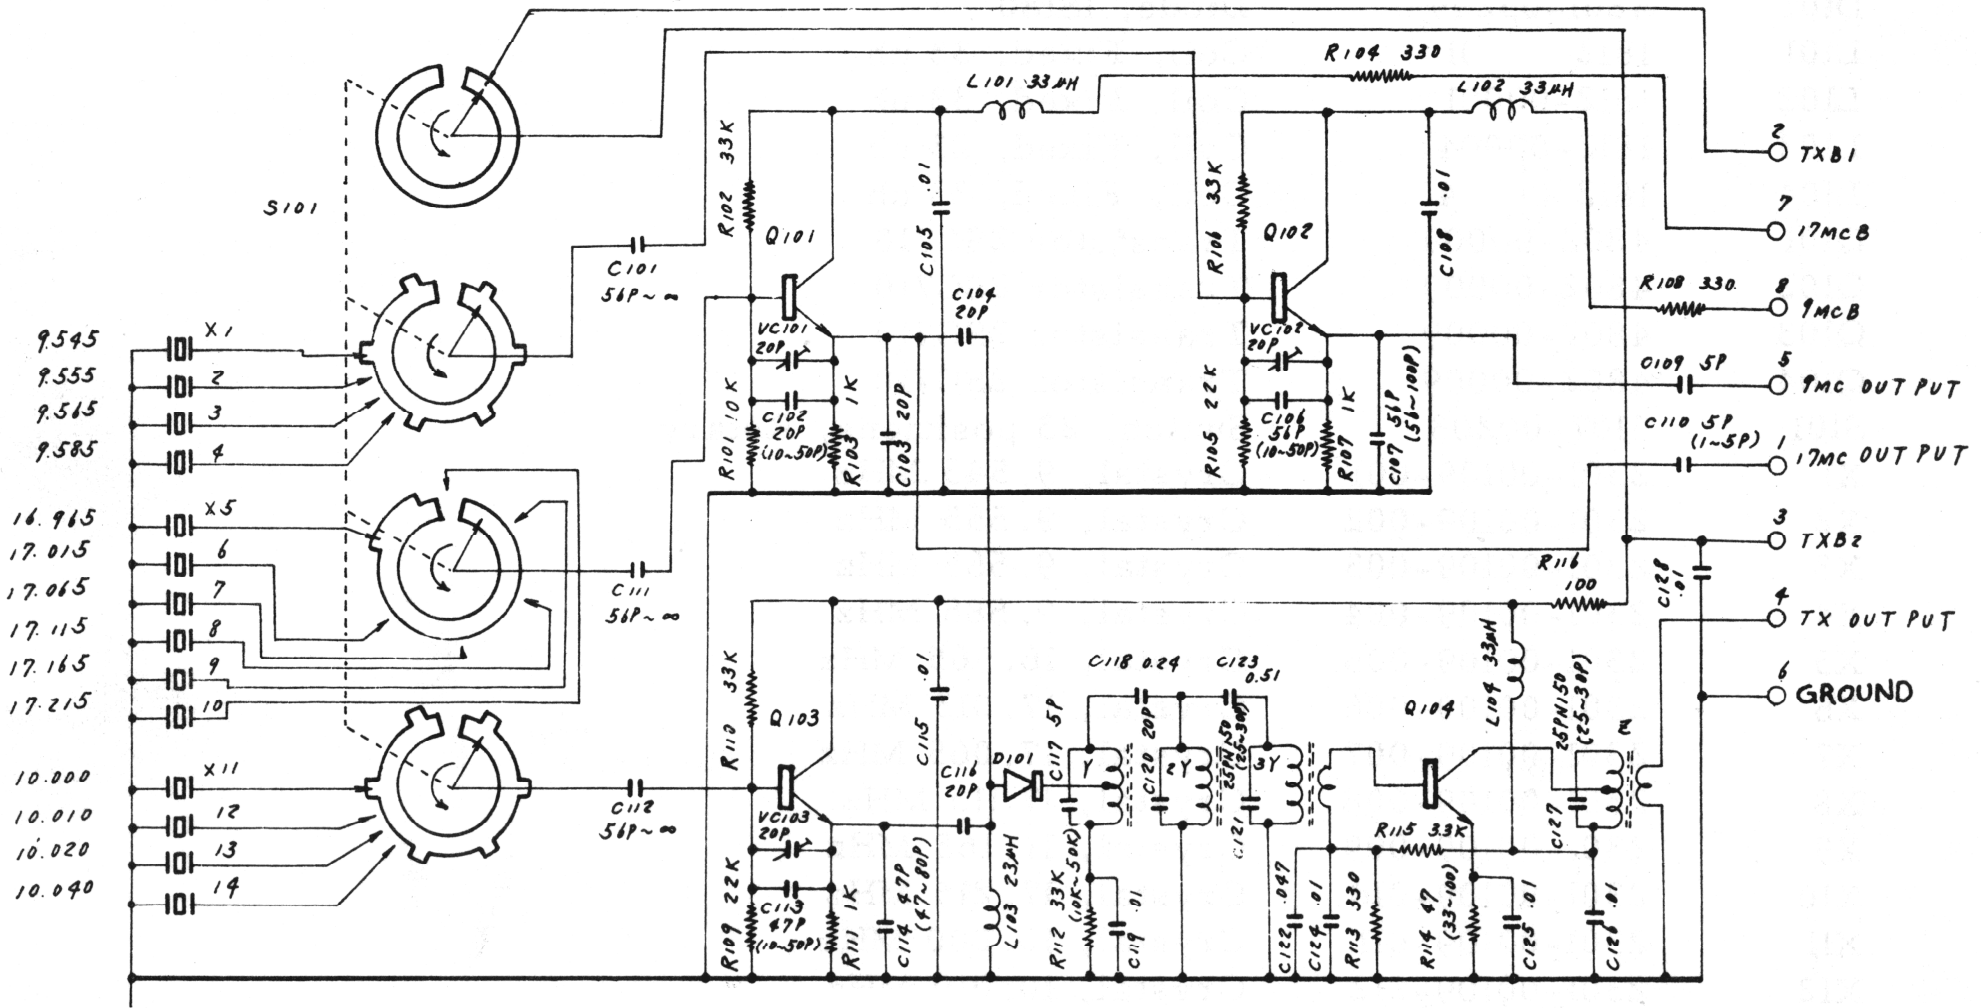 S101
9.545
X1
9.555
2
9.565
3
9.585
4
16.965
X5
17.015
6
17.065
7
17.115
8
17.165
9
17.215
10
10.000
X11
10.010
12
10.020
13
10.040
14
C101
56P~∞
C111
56P~∞
C112
56P~∞
R102 33K
Q101
VC101
20P
R101 10K
C102
20P
(10~50P)
R103 1K
C103 20P
C105 .01
C104
20P
L101 33µH
R104 330
R106 33K
Q102
VC102
20P
R105 22K
C106
56P
(10~50P)
R107 1K
C107 56P
(56~100P)
C108 .01
L102 33µH
R108 330
C109 5P
C110 5P
(1~5P)
2
TXB1
7
17MCB
8
9MCB
5
9MC OUT PUT
1
17MC OUT PUT
3
TXB2
4
TX OUT PUT
6
GROUND
C128
.01
R116
100
R110 33K
Q103
VC103
20P
R109 22K
C113
47P
(10~50P)
R111 1K
C114 47P
(47~80P)
C115 .01
C116
20P
D101
L103 23µH
R112 33K
(10K~50K)
C119 .01
C117 5P
Y
C118 0.24
C120 20P
2Y
C123
0.51
C121
25PN150
(25~30P)
3Y
C122 .047
C124 .01
R113 330
R115 3.3K
R114 47
(33~100)
Q104
L104 33µH
C125 .01
C126 .01
C127
25PN150
(25~30P)